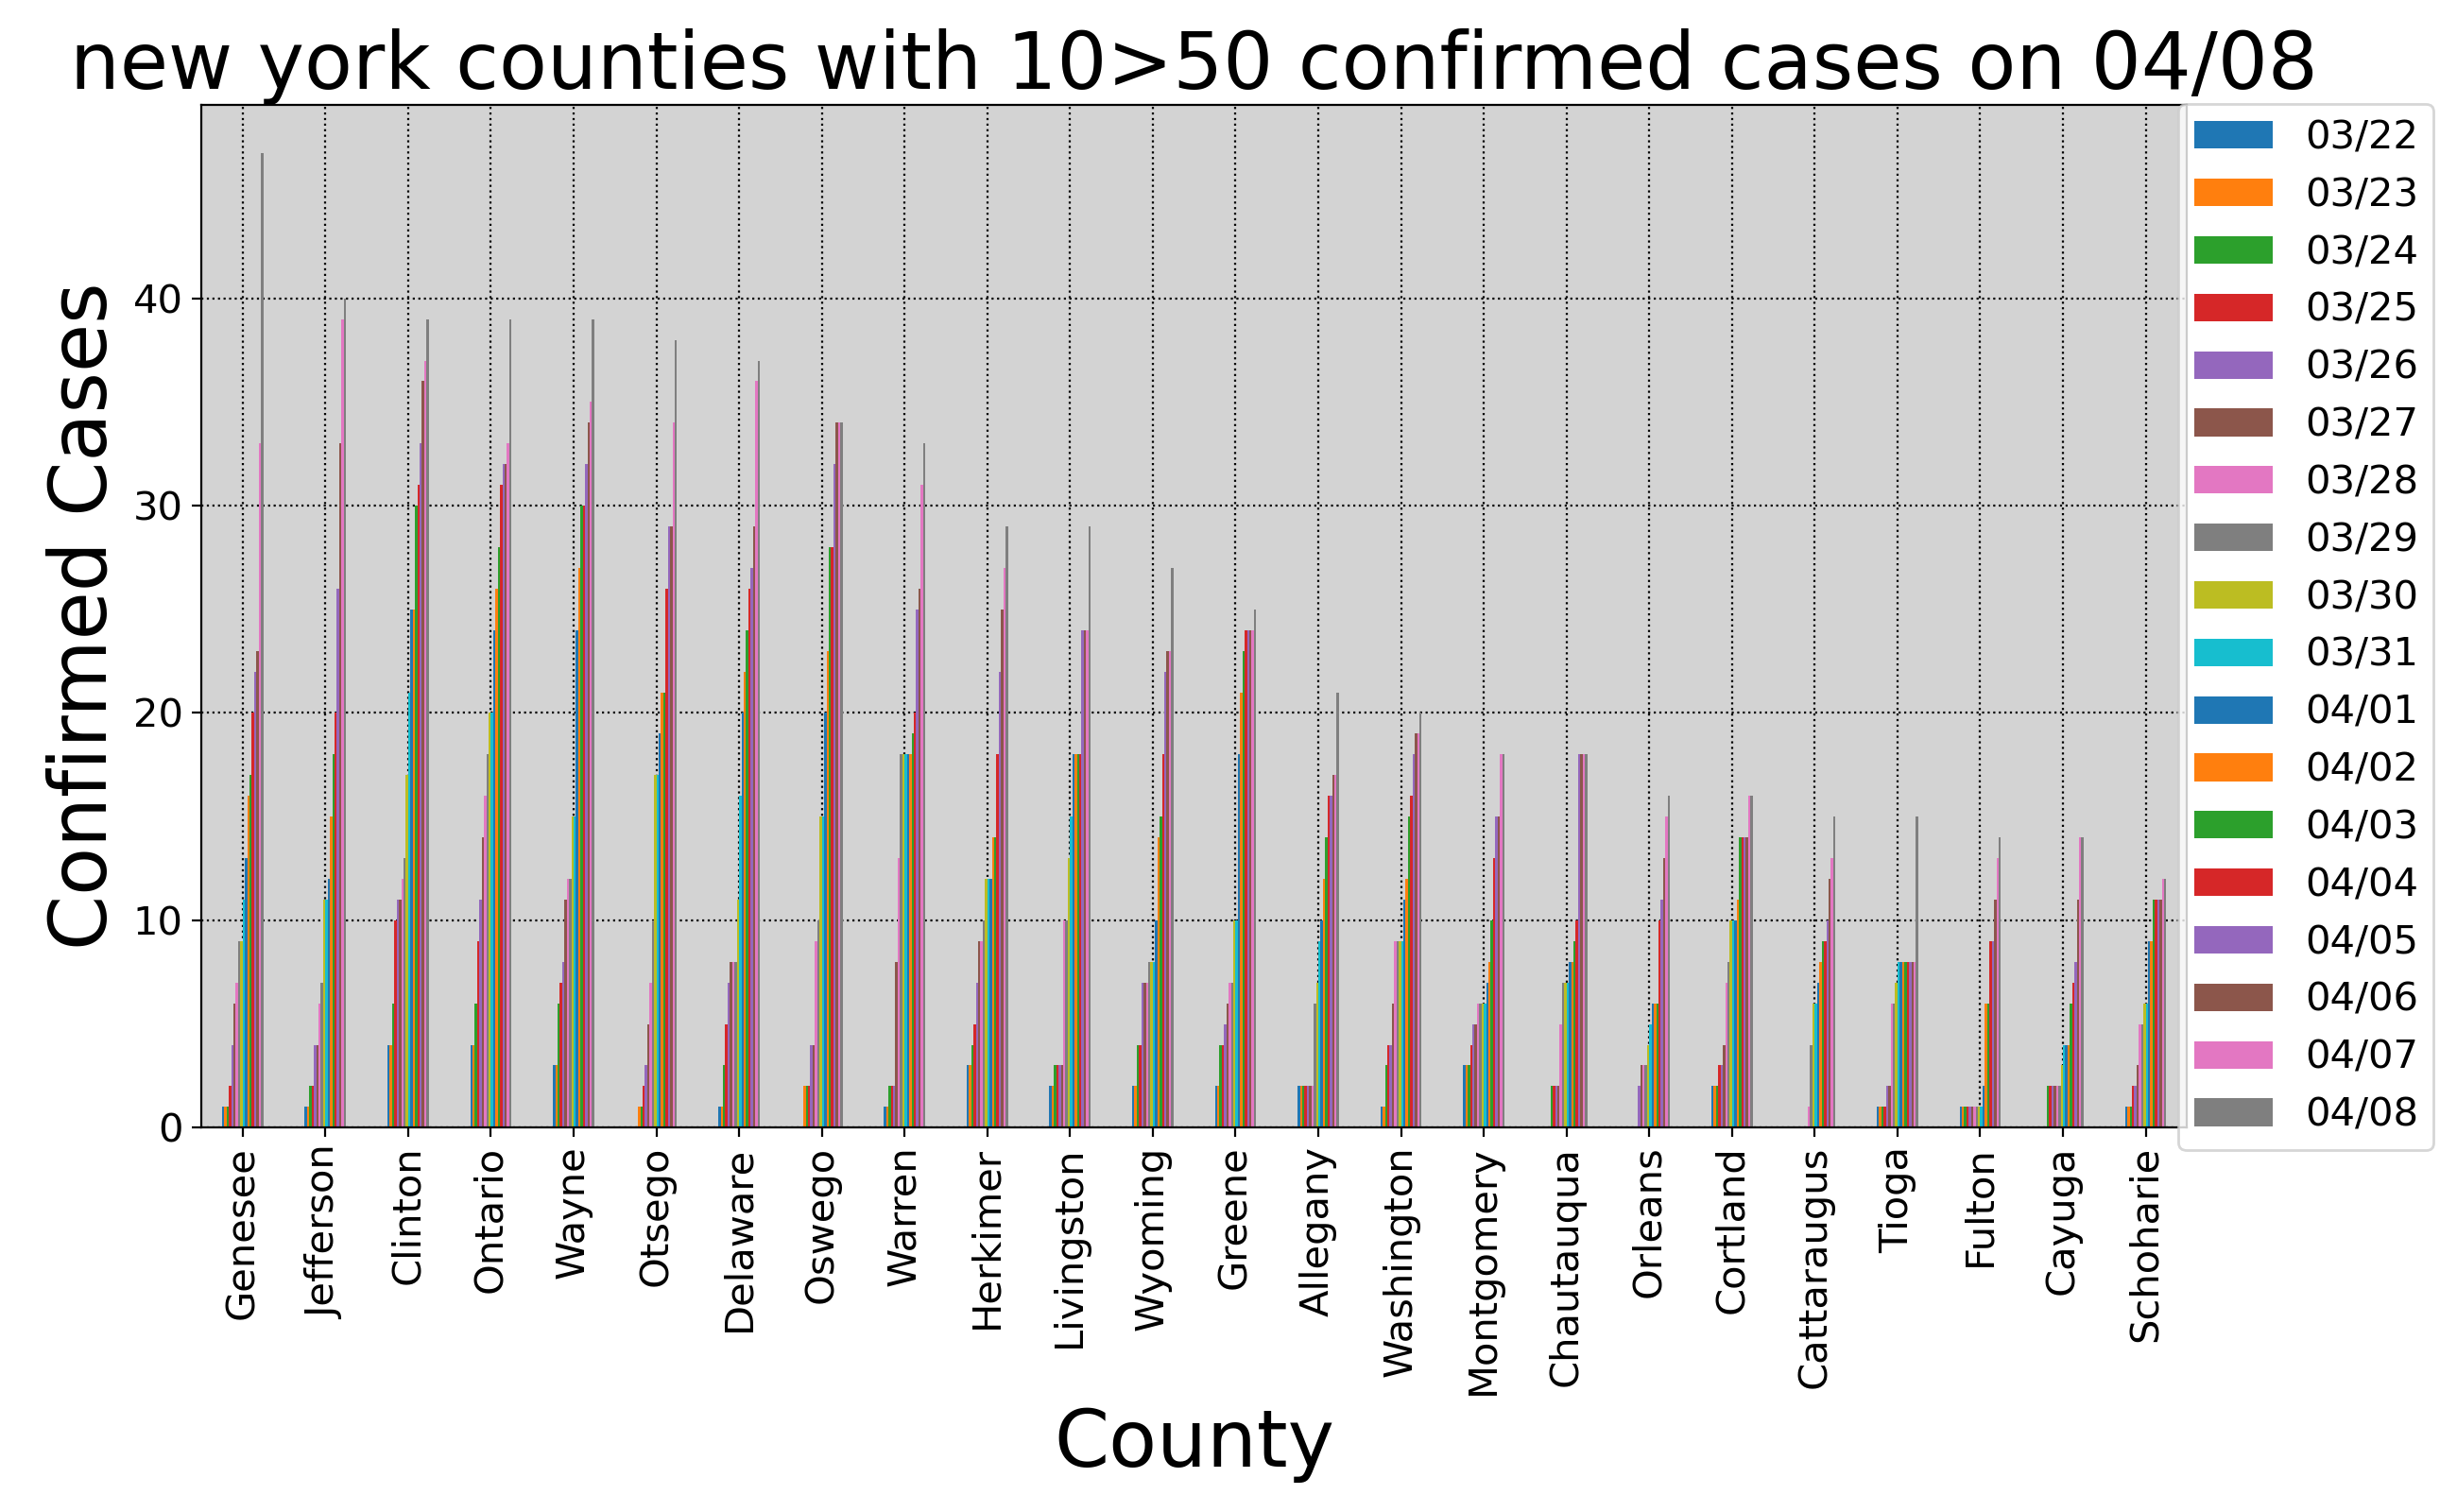 new york counties with 10>50 confirmed cases on 04/08
Confirmed Cases
40
30
20
10
0
03/22
03/23
03/24
03/25
03/26
03/27
03/28
03/29
03/30
03/31
04/01
04/02
04/03
04/04
04/05
04/06
04/07
04/08
Genesee
Jefferson
Clinton
Ontario
Wayne
Otsego
Delaware
Oswego
Warren
Herkimer
Livingston
Wyoming
Greene
Allegany
Washington
Montgomery
Chautauqua
Orleans
Cortland
Cattaraugus
Tioga
Fulton
Cayuga
Schoharie
County